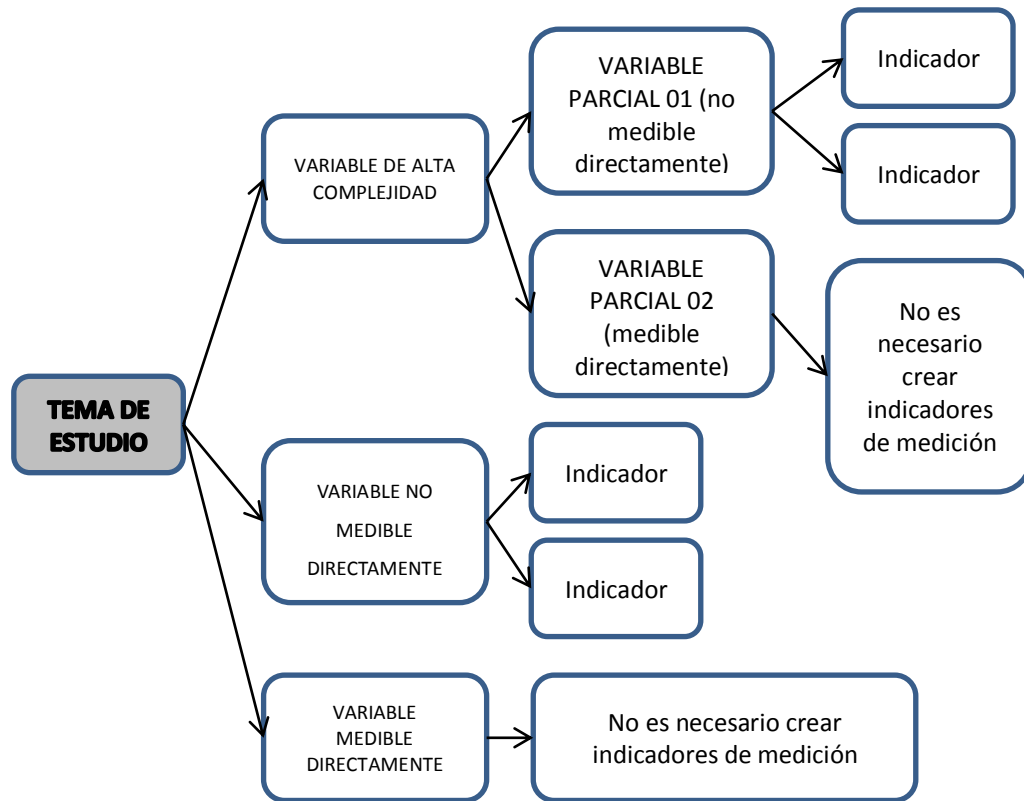 TEMA DE
ESTUDIO
VARIABLE DE ALTA
COMPLEJIDAD
VARIABLE
PARCIAL 01 (no
medible
directamente)
Indicador
Indicador
VARIABLE
PARCIAL 02
(medible
directamente)
No es
necesario
crear
indicadores
de medición
VARIABLE NO
MEDIBLE
DIRECTAMENTE
Indicador
Indicador
VARIABLE
MEDIBLE
DIRECTAMENTE
No es necesario crear
indicadores de medición